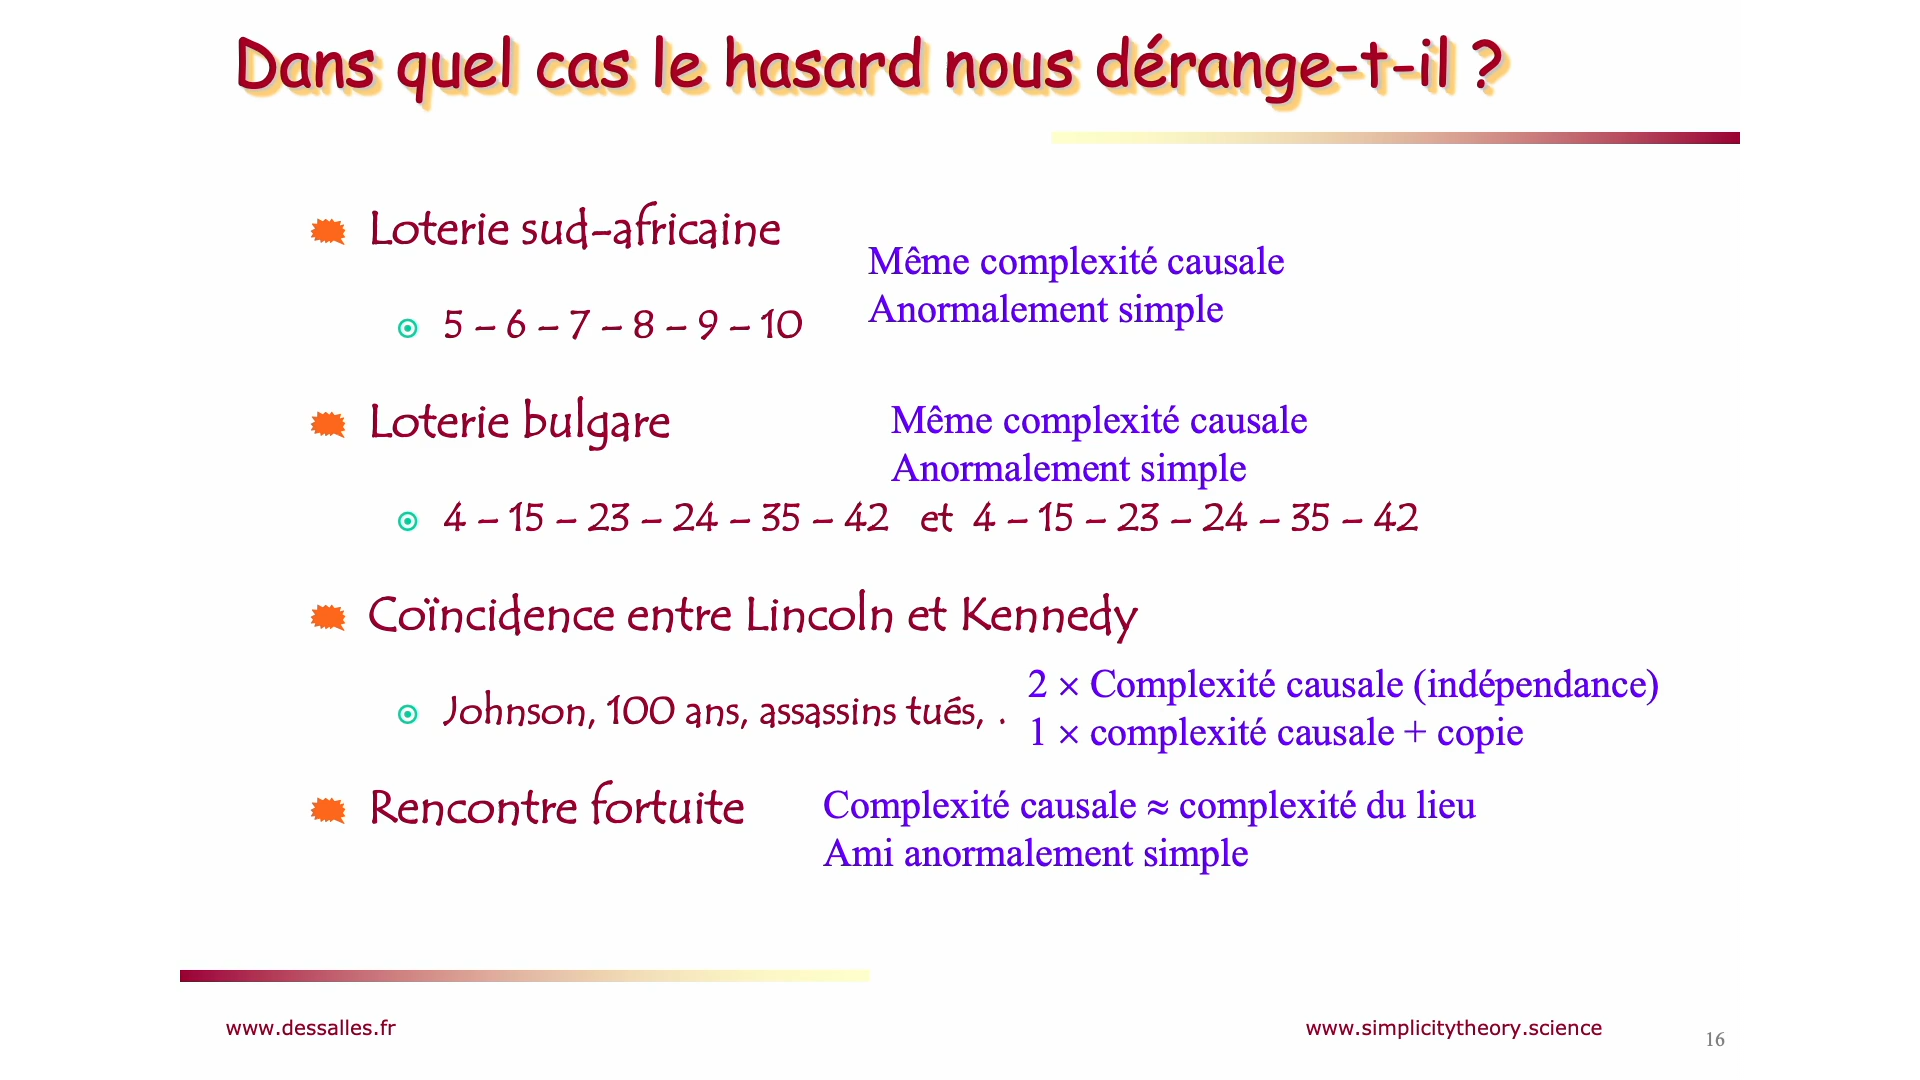 Dans quel cas le hasard nous dérange-t-il ?
Loterie sud-africaine
Même complexité causale
Anormalement simple
5 – 6 – 7 – 8 – 9 – 10
Loterie bulgare
Même complexité causale
Anormalement simple
4 – 15 – 23 – 24 – 35 – 42 et 4 – 15 – 23 – 24 – 35 – 42
Coïncidence entre Lincoln et Kennedy
Johnson, 100 ans, assassins tués, .
2 × Complexité causale (indépendance)
1 × complexité causale + copie
Rencontre fortuite
Complexité causale ≈ complexité du lieu
Ami anormalement simple
www.dessalles.fr
www.simplicitytheory.science
16